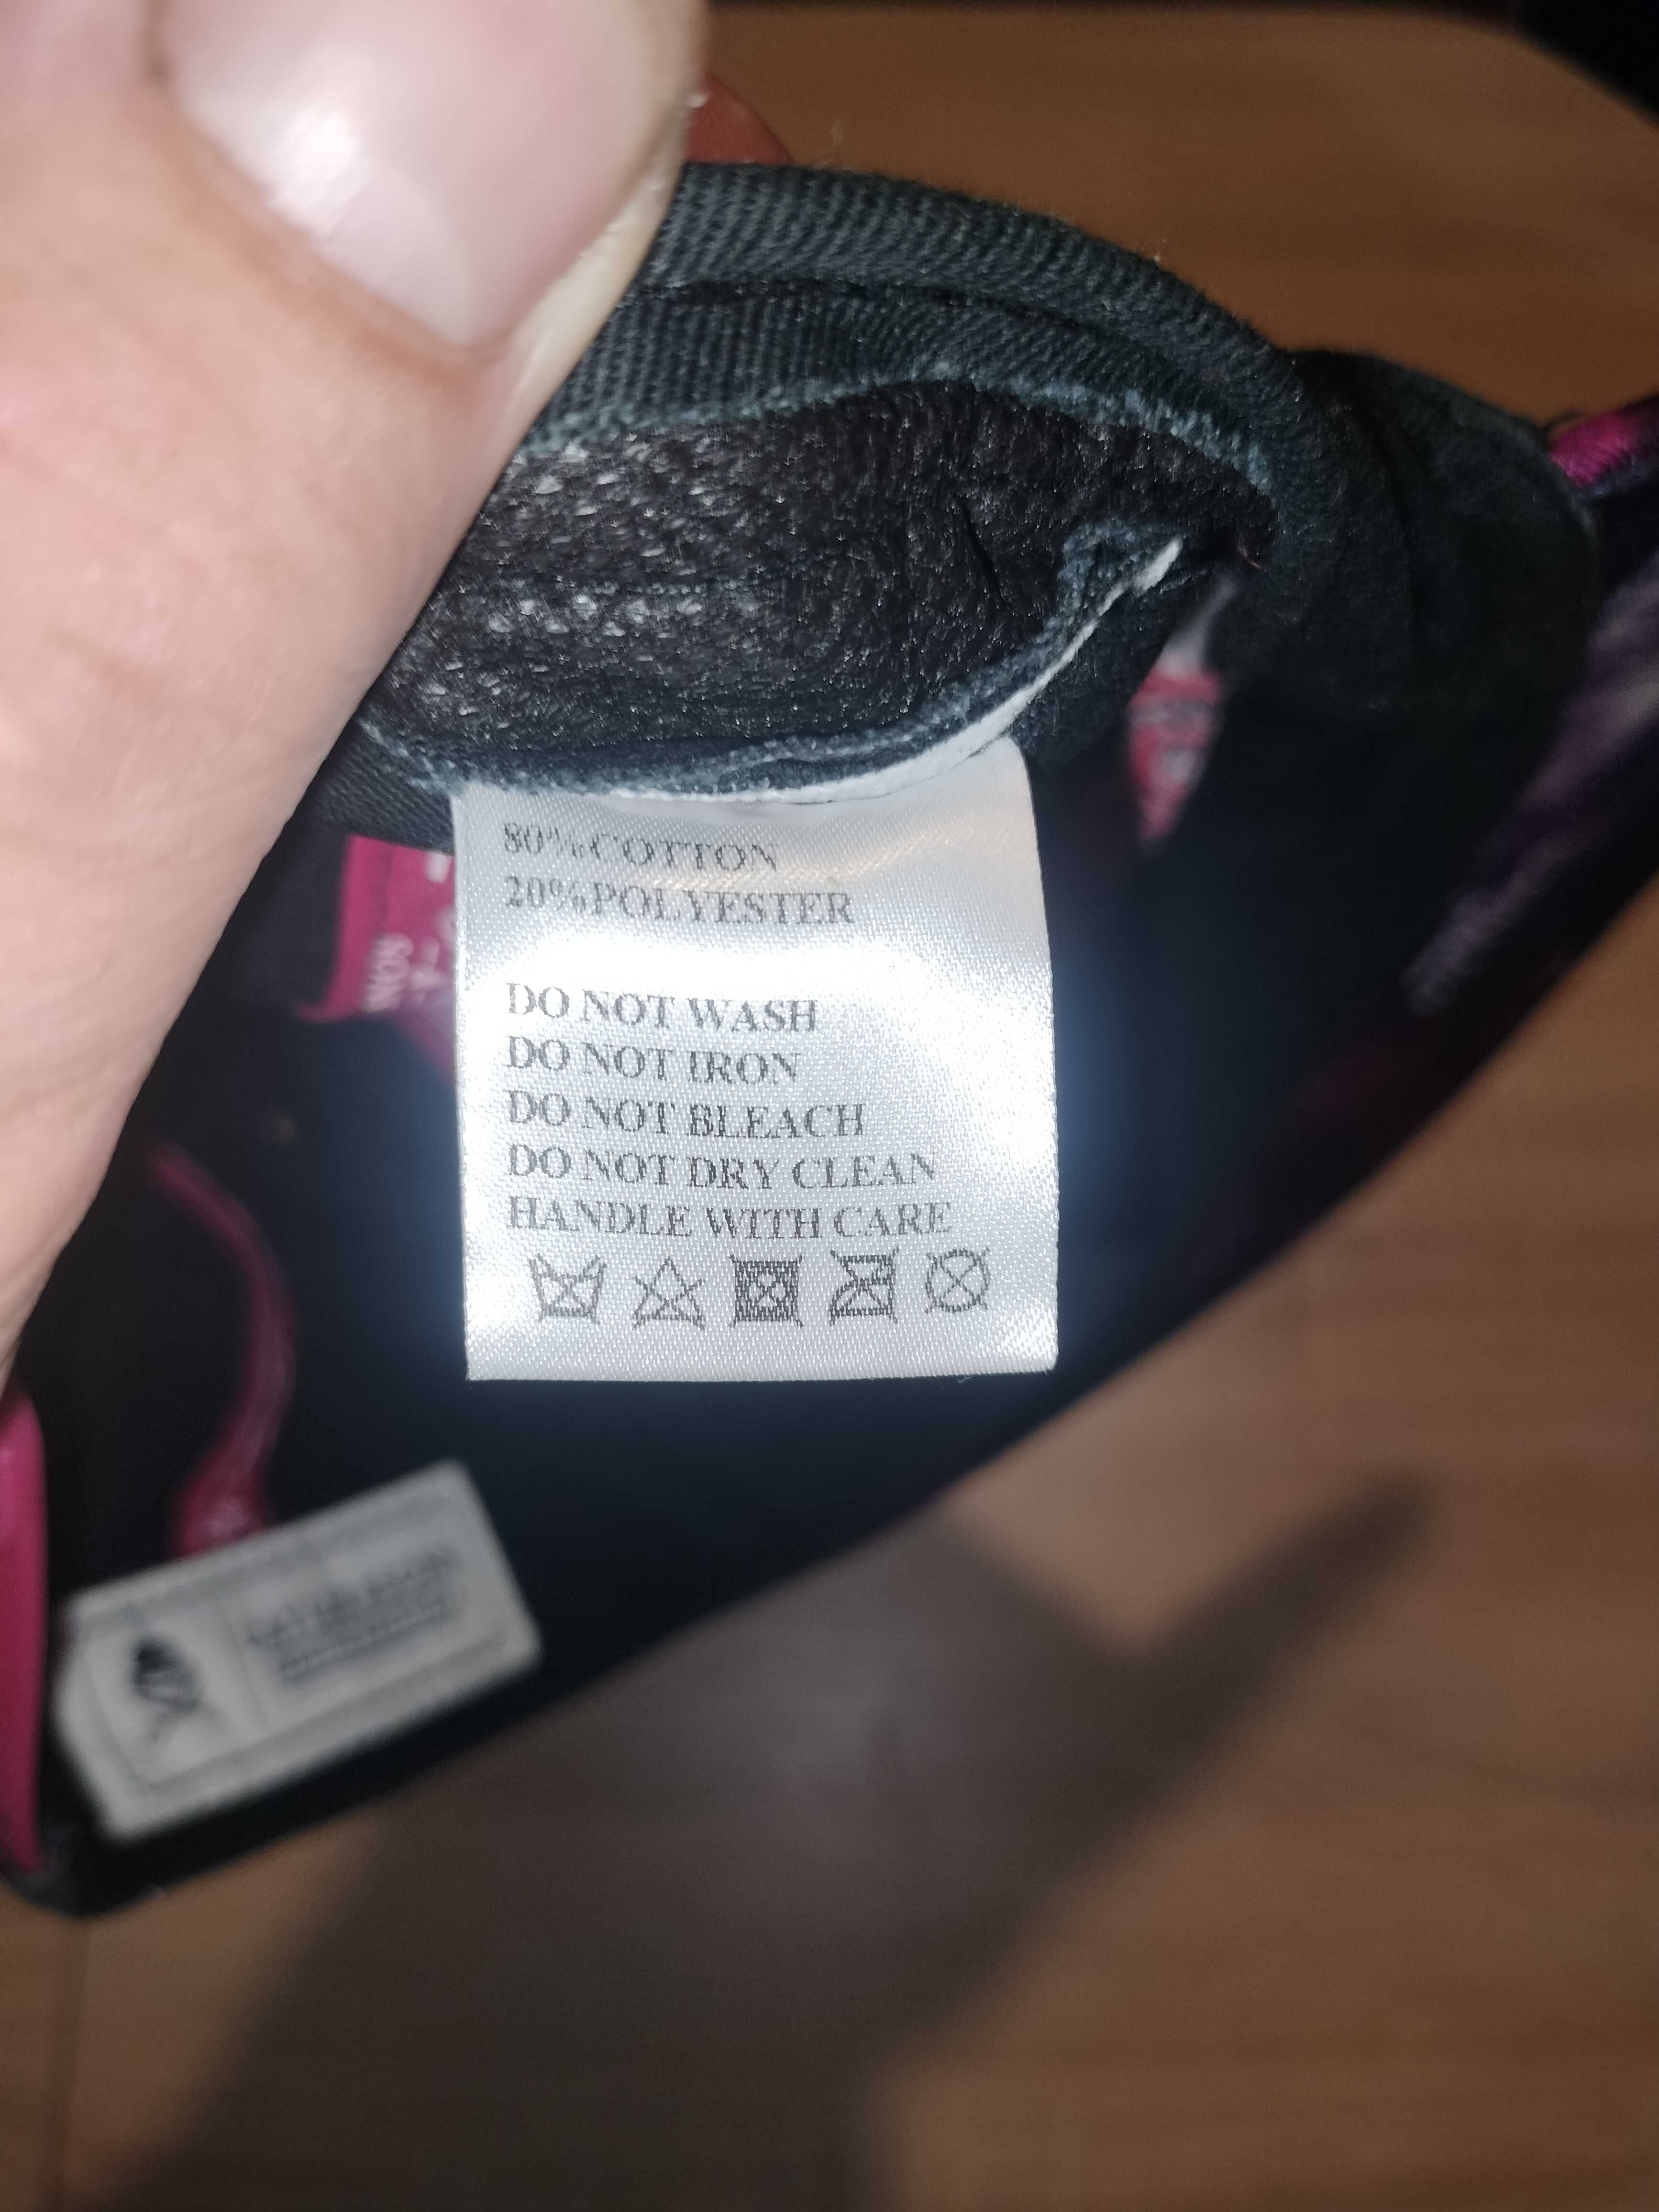 80%COTTON
20%POLYESTER
DO NOT WASH
DO NOT IRON
DO NOT BLEACH
DO NOT DRY CLEAN
HANDLE WITH CARE